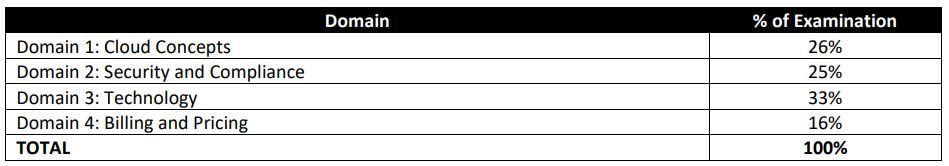 Domain % of Examination
Domain 1: Cloud Concepts 26%
Domain 2: Security and Compliance 25%
Domain 3: Technology 33%
Domain 4: Billing and Pricing 16%
TOTAL 100%